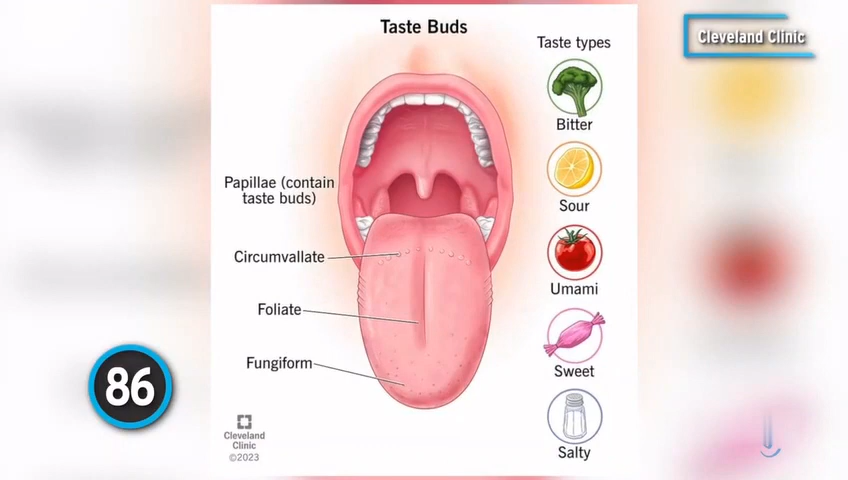 Taste Buds
Cleveland Clinic
Taste types
Bitter
Papillae (contain
taste buds)
Sour
Circumvallate
Umami
Foliate
Fungiform
Sweet
86
Cleveland
Clinic
©2023
Salty